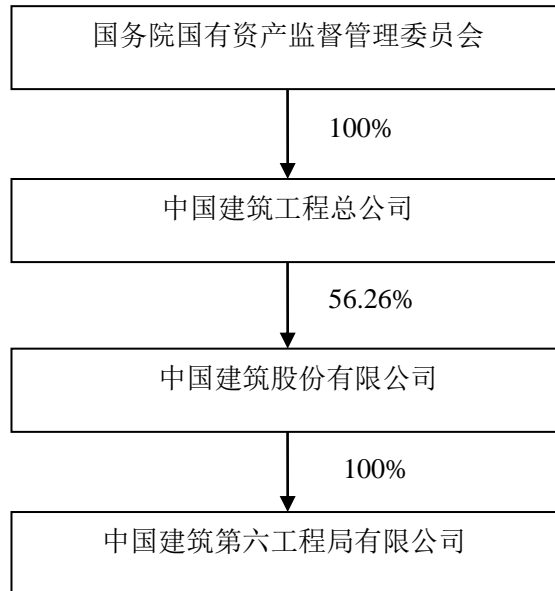 国务院国有资产监督管理委员会
100%
中国建筑工程总公司
56.26%
中国建筑股份有限公司
100%
中国建筑第六工程局有限公司